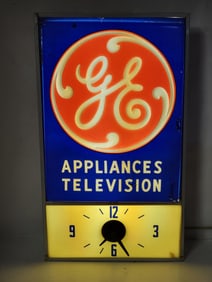 GE
APPLIANCES
TELEVISION
12
9 3
6